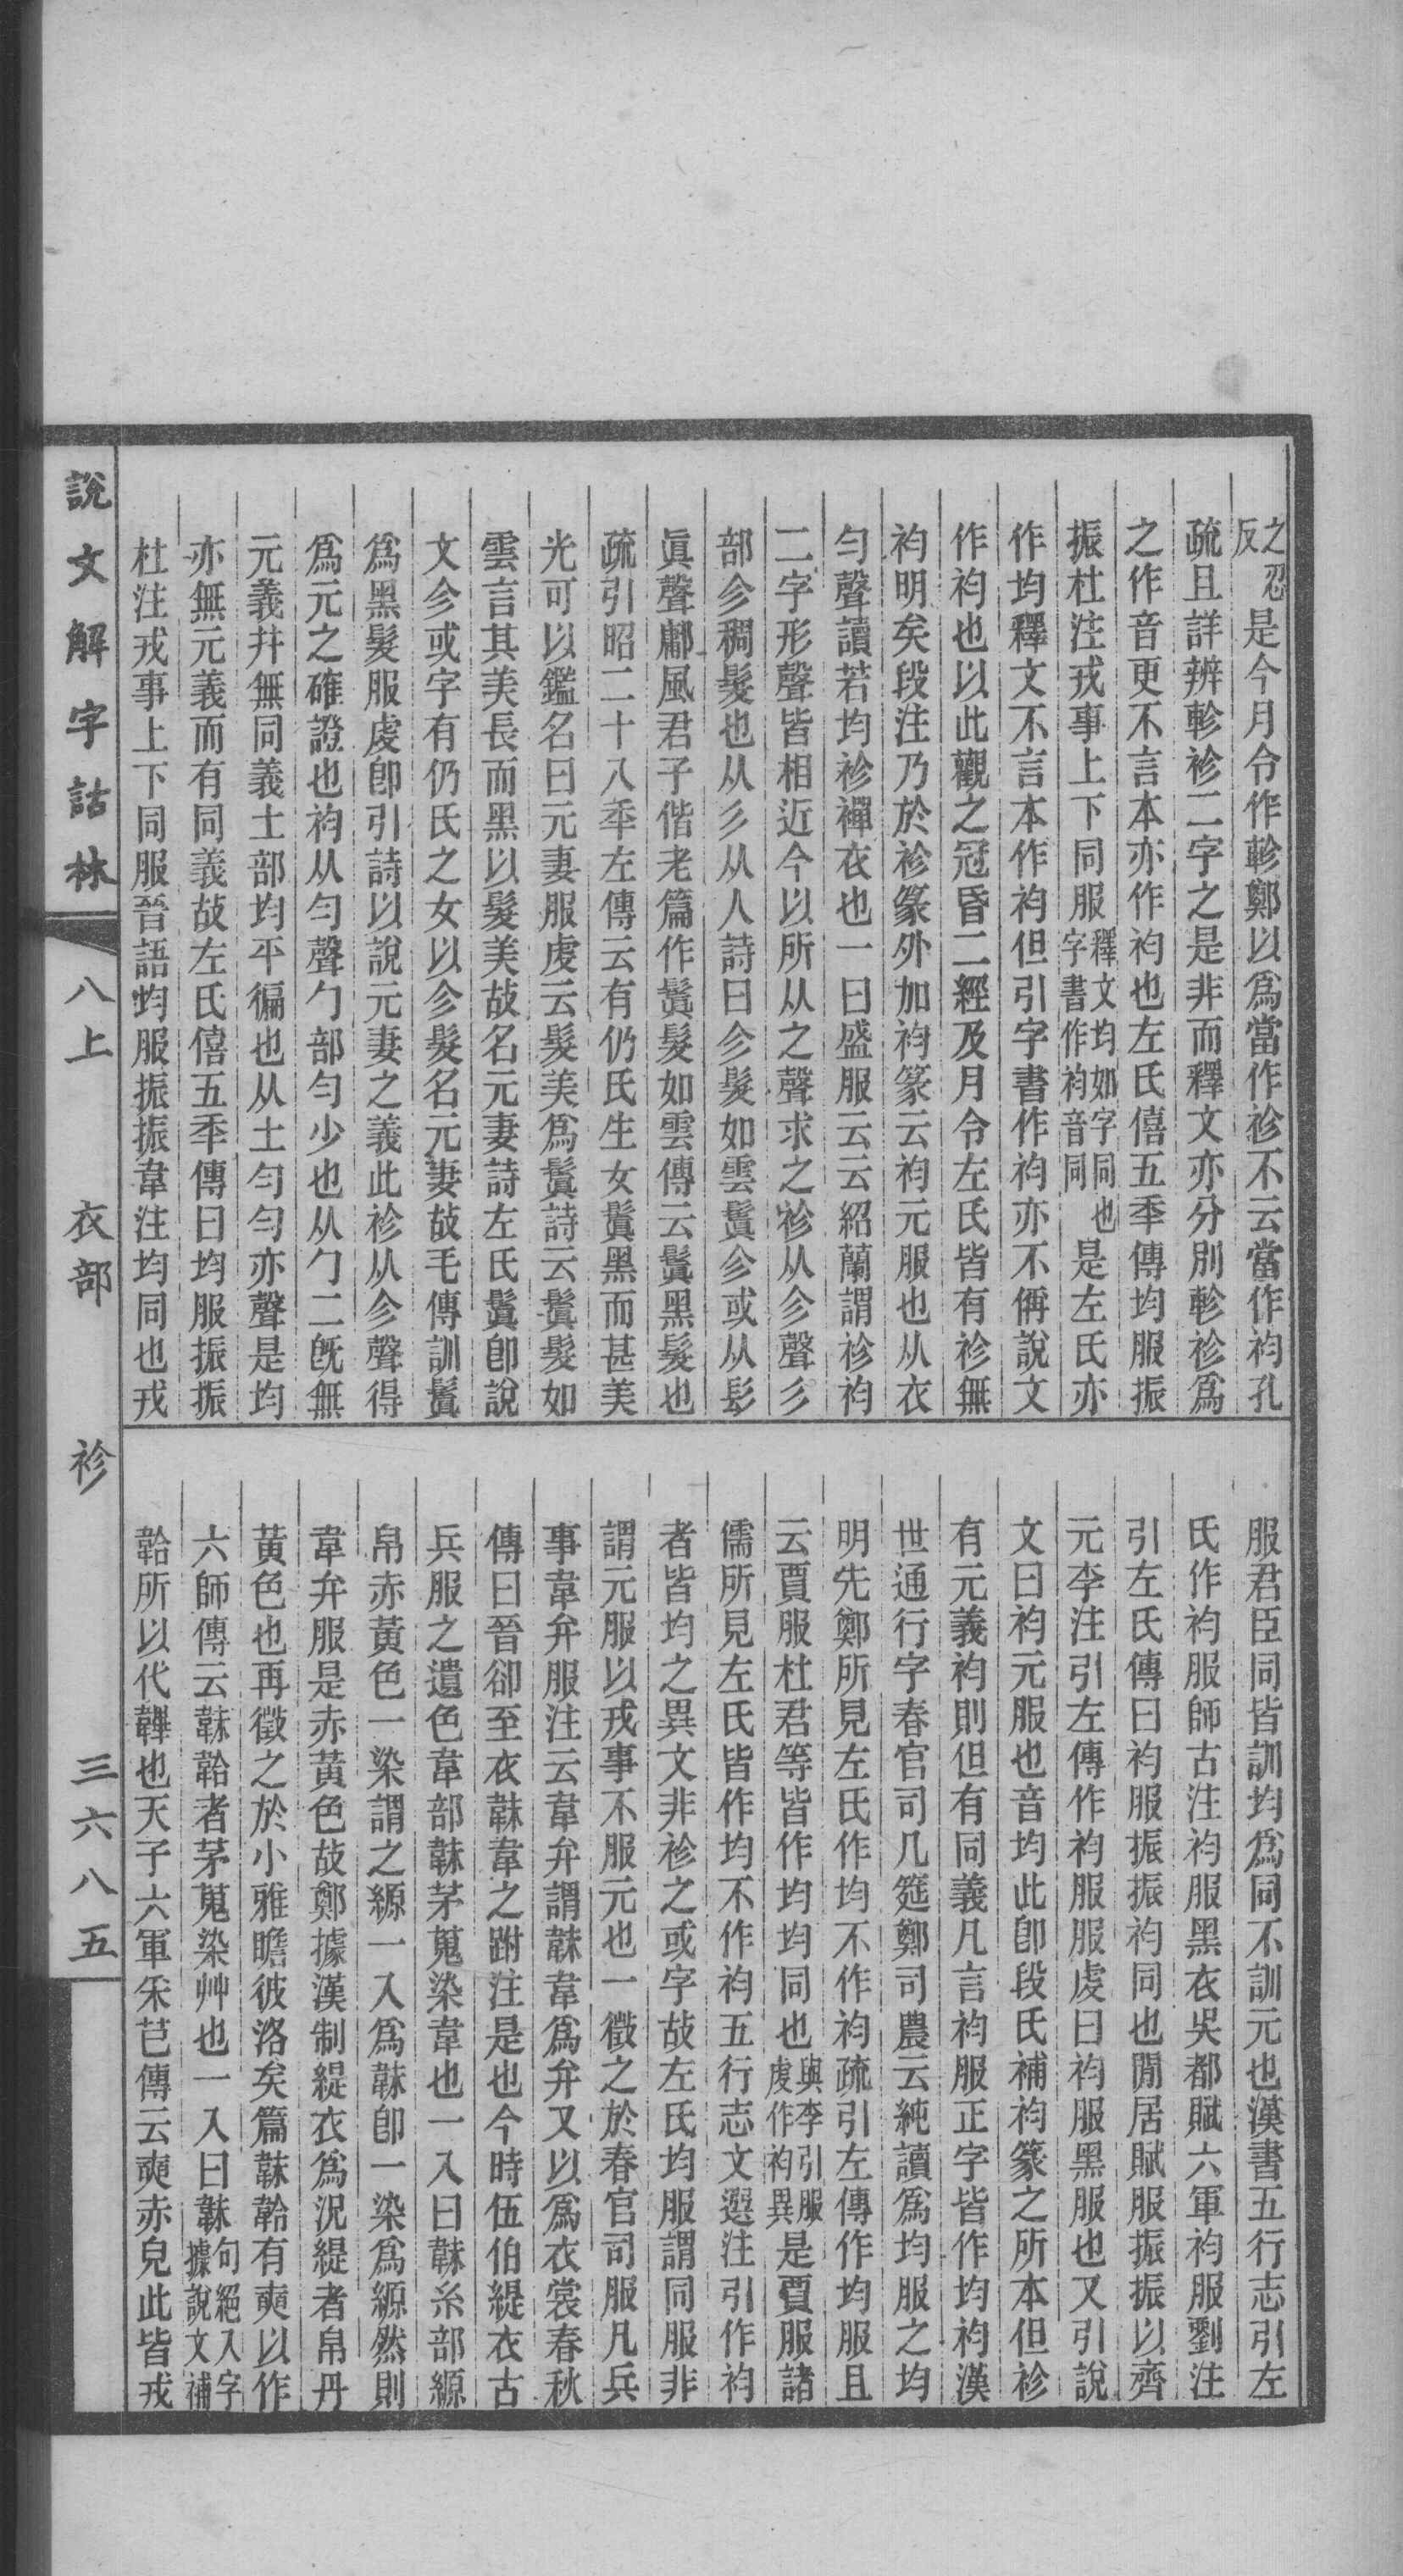 之忍反是今月令作軫鄭以爲當作袗不云當作袀孔
疏且詳辨軫袗二字之是非而釋文亦分別軫袗爲
之作音更不言本亦作袀也左氏僖五秊傳均服振
振杜注戎事上下同服釋文均如字同也字書作袀音同是左氏亦
作均釋文不言本作袀但引字書作袀亦不偁說文
作袀也以此觀之冠昏二經及月令左氏皆有袗無
袀明矣段注乃於袗篆外加袀篆云袀元服也从衣
勻聲讀若均袗襌衣也一曰盛服云云紹蘭謂袗袀
二字形聲皆相近今以所从之聲求之袗从㐱聲彡
部㐱稠髮也从彡从人詩曰㐱髮如雲鬒㐱或从髟
眞聲鄘風君子偕老篇作鬒髮如雲傳云鬒黑髮也
疏引昭二十八秊左傳云有仍氏生女鬒黑而甚美
光可以鑑名曰元妻服虔云髮美爲鬒詩云鬒髮如
雲言其美長而黑以髮美故名元妻詩左氏鬒卽說
文㐱或字有仍氏之女以㐱髮名元妻故毛傳訓鬒
爲黑髮服虔卽引詩以說元妻之義此袗从㐱聲得
爲元之確證也袀从勻聲勹部勻少也从勹二旣無
元義幷無同義土部均平徧也从土勻勻亦聲是均
亦無元義而有同義故左氏僖五秊傳曰均服振振
杜注戎事上下同服晉語均服振振韋注均同也戎
服君臣同皆訓均爲同不訓元也漢書五行志引左
氏作袀服師古注袀服黑衣吳都賦六軍袀服劉注
引左氏傳曰袀服振振袀同也閒居賦服振振以齊
元李注引左傳作袀服服虔曰袀服黑服也又引說
文曰袀元服也音均此卽段氏補袀篆之所本但袗
有元義袀則但有同義凡言袀服正字皆作均袀漢
世通行字春官司几筵鄭司農云純讀爲均服之均
明先鄭所見左氏作均不作袀疏引左傳作均服且
云賈服杜君等皆作均均同也與李引服虔作袀異是賈服諸
儒所見左氏皆作均不作袀五行志文選注引作袀
者皆均之異文非袗之或字故左氏均服謂同服非
謂元服以戎事不服元也一徵之於春官司服凡兵
事韋弁服注云韋弁謂韎韋爲弁又以爲衣裳春秋
傳曰晉卻至衣韎韋之跗注是也今時伍伯緹衣古
兵服之遺色韋部韎茅蒐染韋也一入曰韎糸部縓
帛赤黃色一染謂之縓一入爲韎卽一染爲縓然則
韋弁服是赤黃色故鄭據漢制緹衣爲況緹者帛丹
黃色也再徵之於小雅瞻彼洛矣篇韎韐有奭以作
六師傳云韎韐者茅蒐染艸也一入曰韎句絕入字據說文補
韐所以代韠也天子六軍采芑傳云奭赤皃此皆戎
說文解字詁林
八上
衣部
袗
三六八五